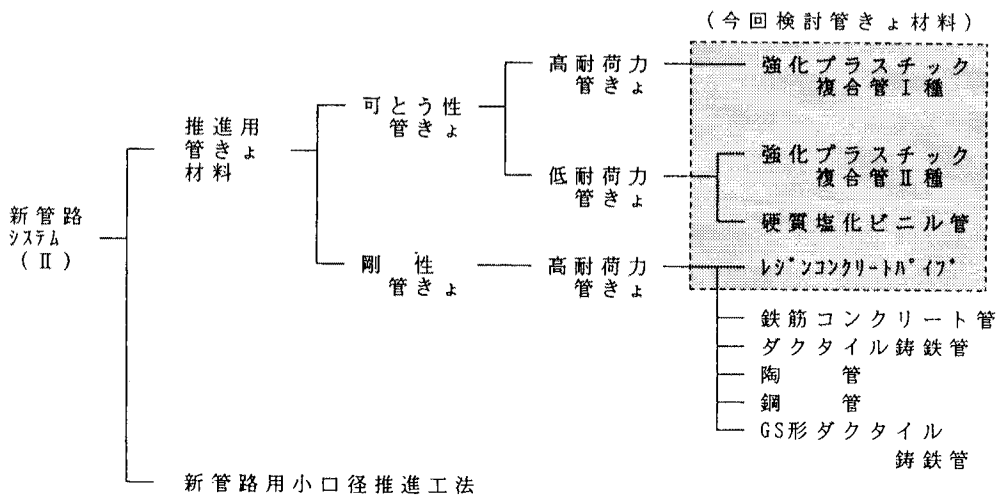 (今回検討管きょ材料)
高耐荷力
管きょ
強化プラスチック
複合管Ⅰ種
可とう性
管きょ
推進用
管きょ
材料
強化プラスチック
複合管Ⅱ種
低耐荷力
管きょ
硬質塩化ビニル管
新管路
システム
(Ⅱ)
剛 性
管きょ
高耐荷力
管きょ
レジンコンクリートパイプ
鉄筋コンクリート管
ダクタイル鋳鉄管
陶 管
鋼 管
GS形ダクタイル
鋳鉄管
新管路用小口径推進工法